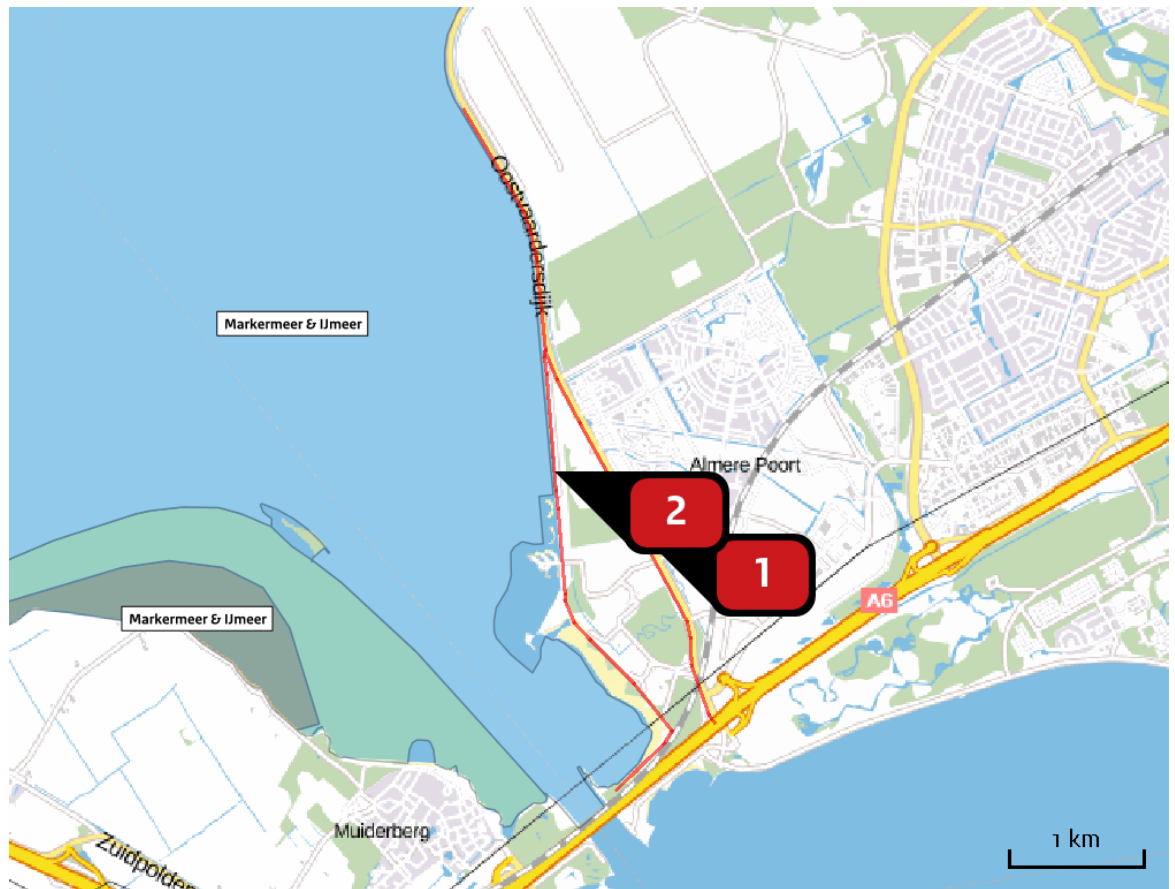 Oostvaardersdijk
Markermeer & IJmeer
Almere Poort
2
1
A6
Markermeer & IJmeer
Muiderberg
Zuidpolder
1 km